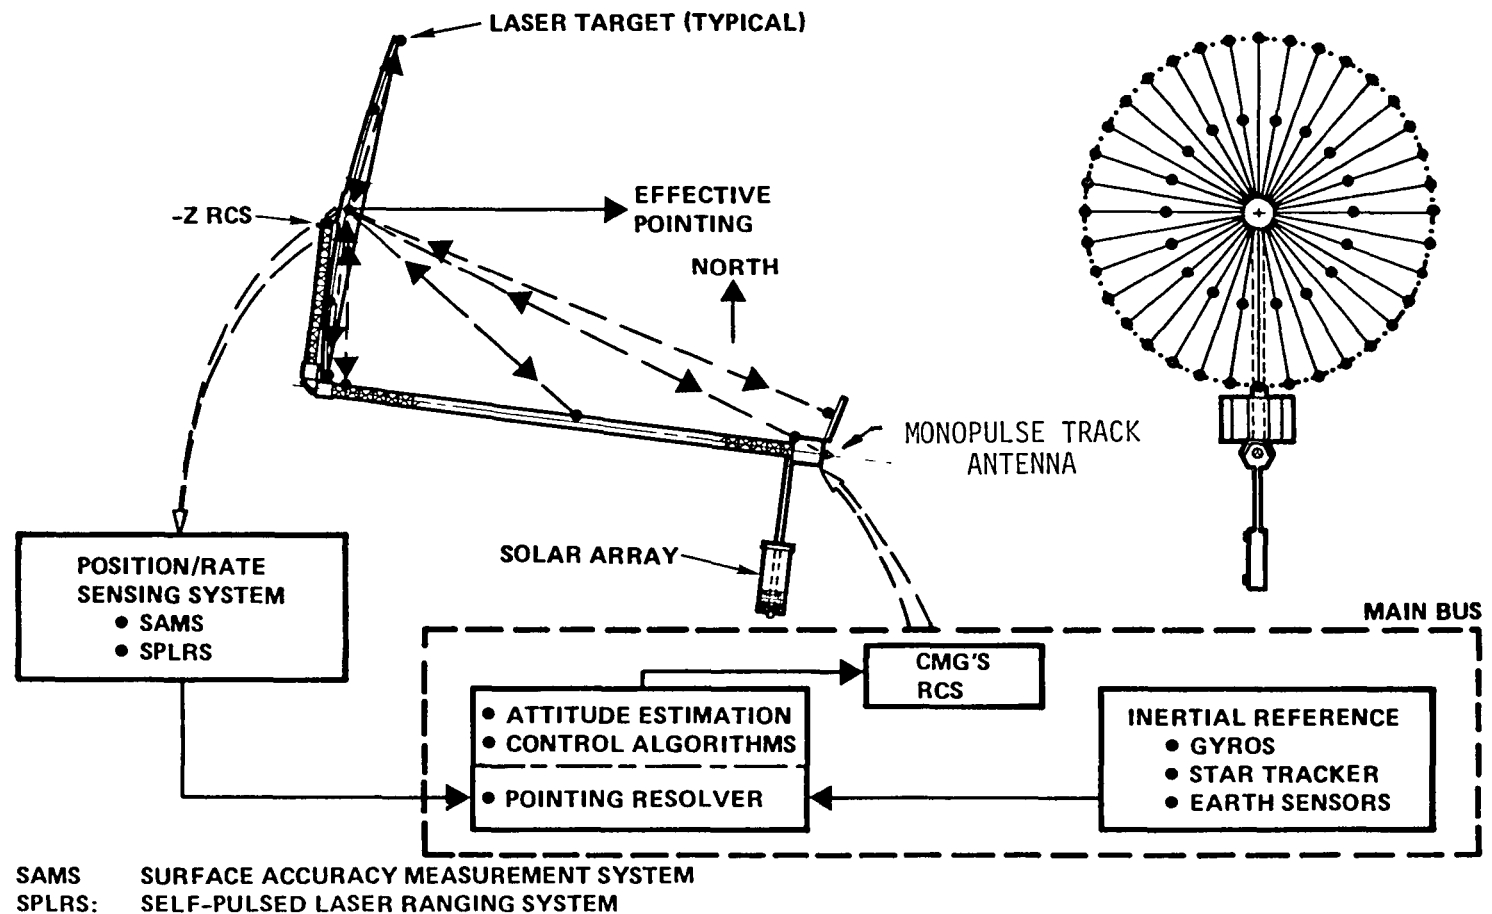 LASER TARGET (TYPICAL)
-Z RCS
EFFECTIVE
POINTING
NORTH
MONOPULSE TRACK
ANTENNA
SOLAR ARRAY
POSITION/RATE
SENSING SYSTEM
● SAMS
● SPLRS
MAIN BUS
CMG'S
RCS
● ATTITUDE ESTIMATION
● CONTROL ALGORITHMS
● POINTING RESOLVER
INERTIAL REFERENCE
● GYROS
● STAR TRACKER
● EARTH SENSORS
SAMS SURFACE ACCURACY MEASUREMENT SYSTEM
SPLRS: SELF-PULSED LASER RANGING SYSTEM